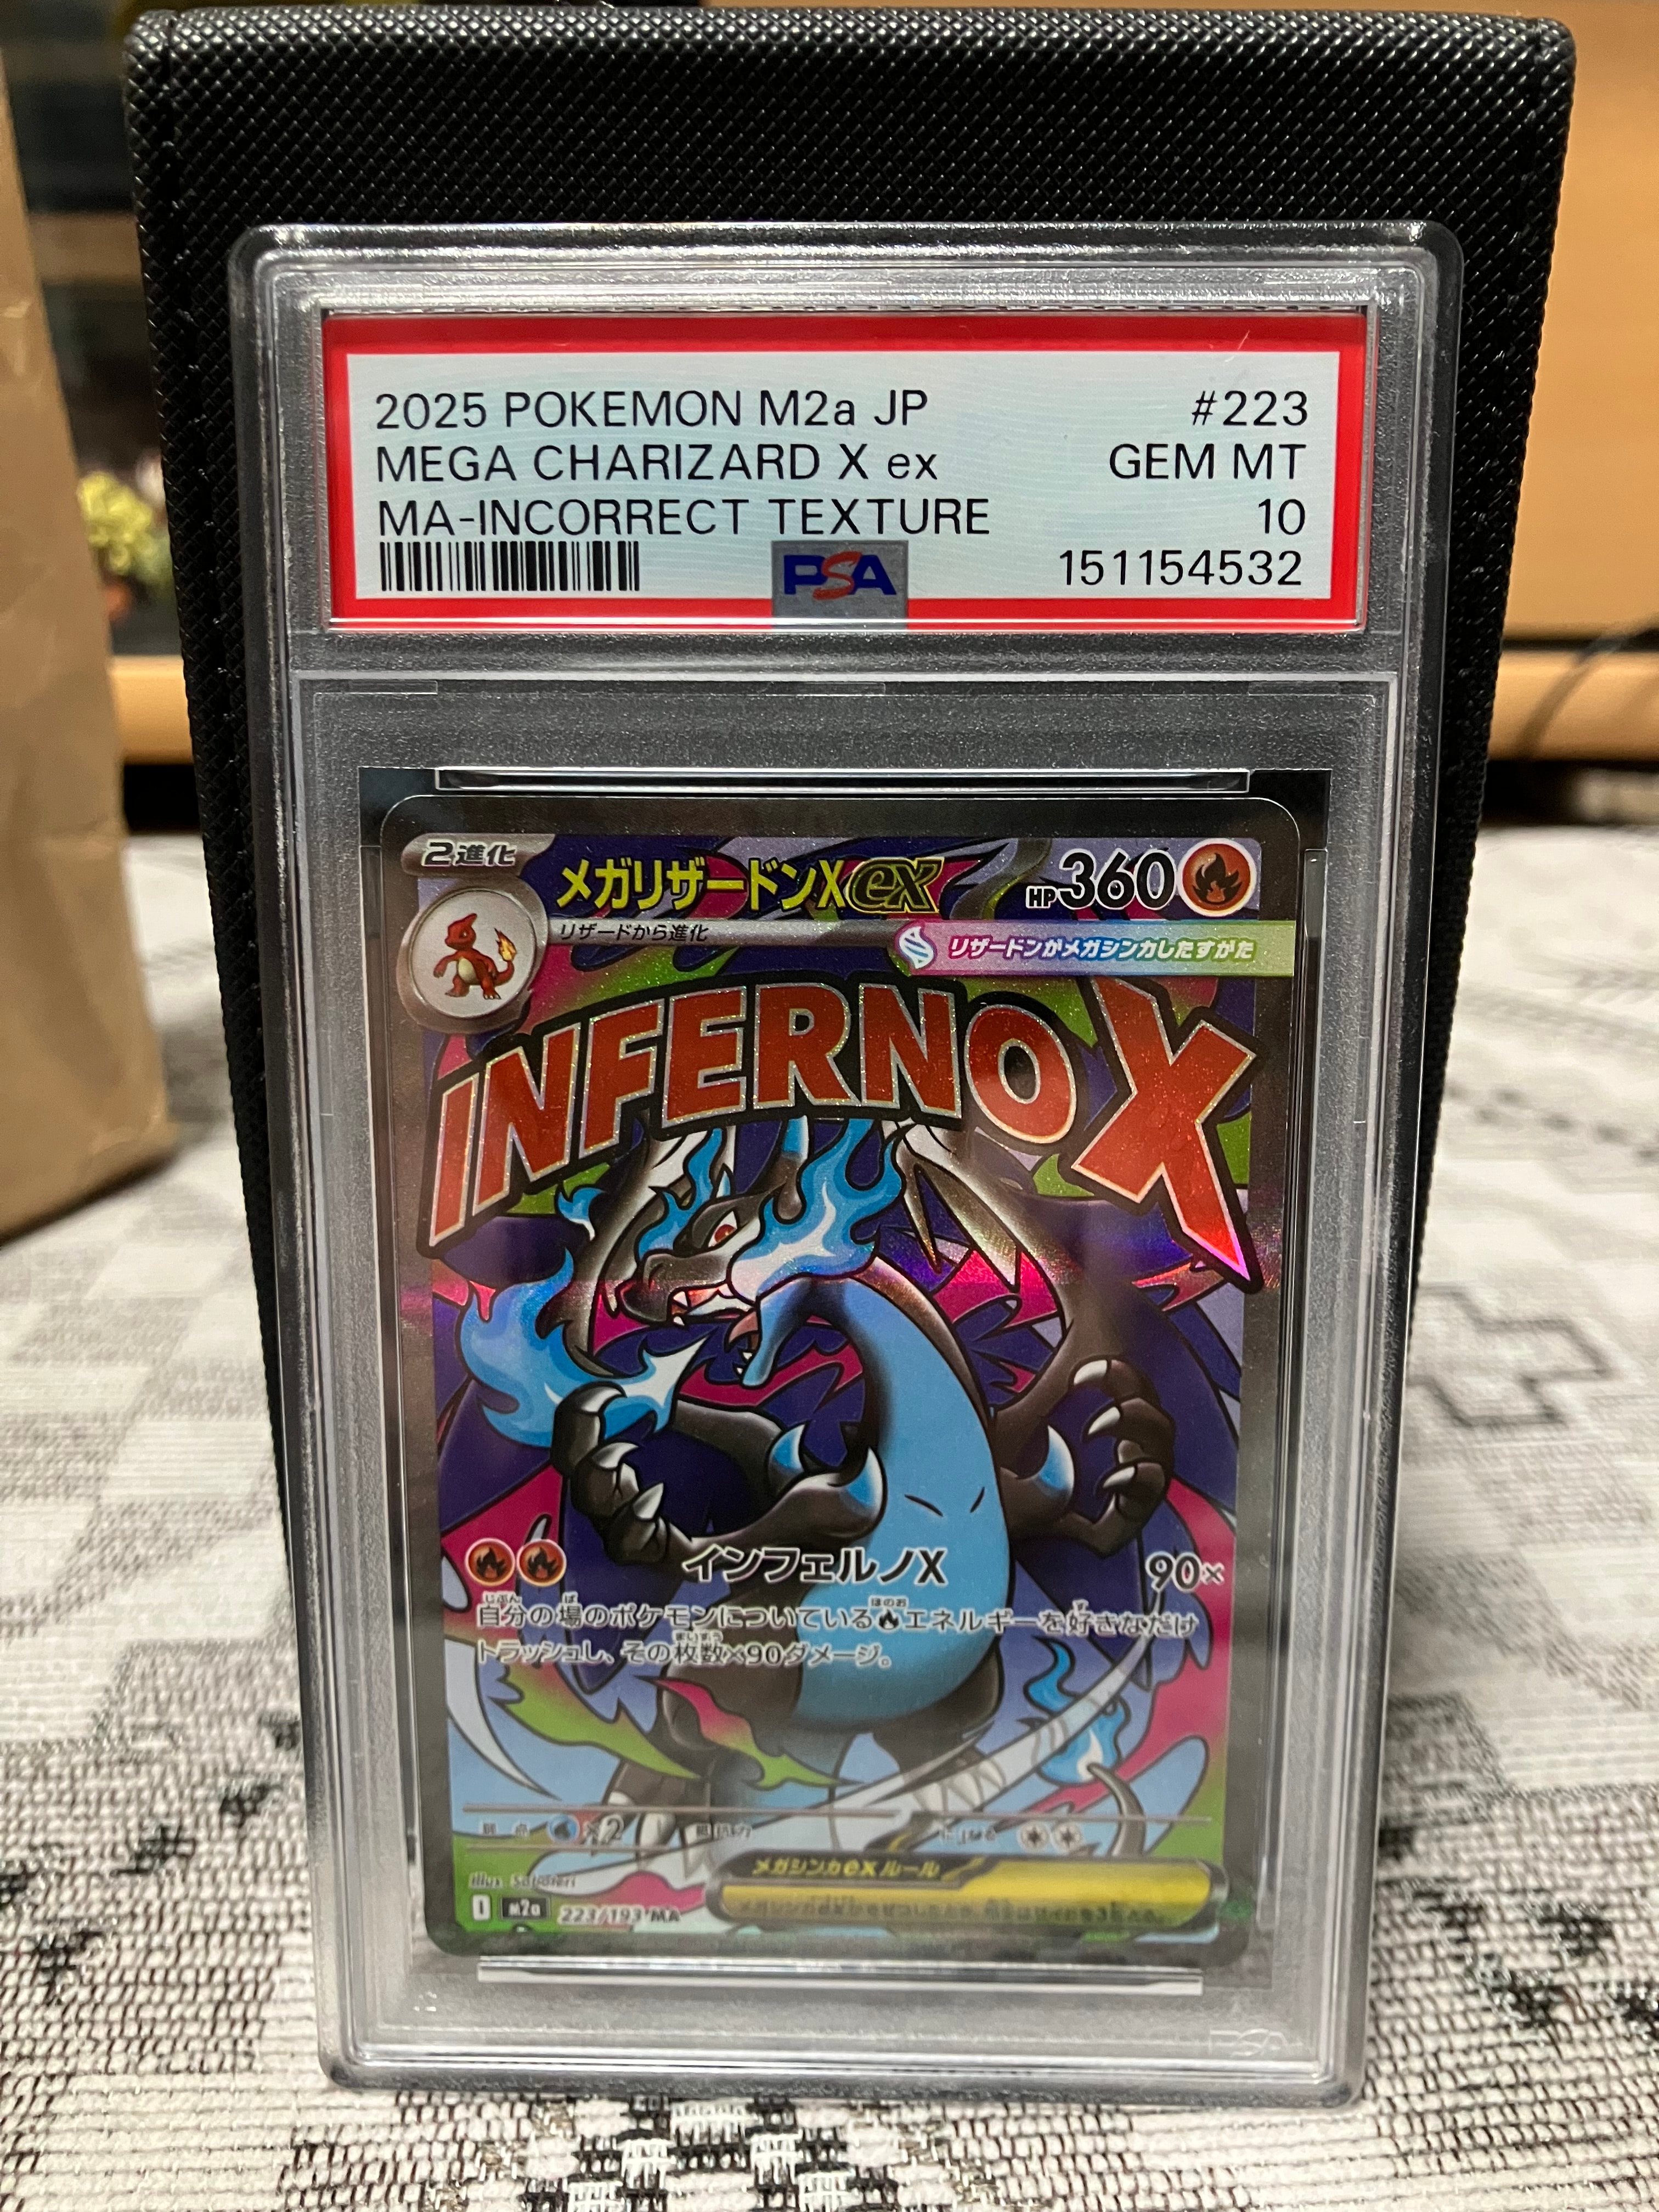 2025 POKEMON M2a JP #223
MEGA CHARIZARD X ex GEM MT
MA-INCORRECT TEXTURE 10
PSA 151154532
2進化 メガリザードンXex HP360
リザードから進化 リザードンがメガシンカしたすがた
INFERNO X
インフェルノX 90×
自分の場のポケモンについているエネルギーを好きなだけ
トラッシュし、その枚数×90ダメージ。
×2
メガシンカexルール
Illus.
I m2a 223/193 MA